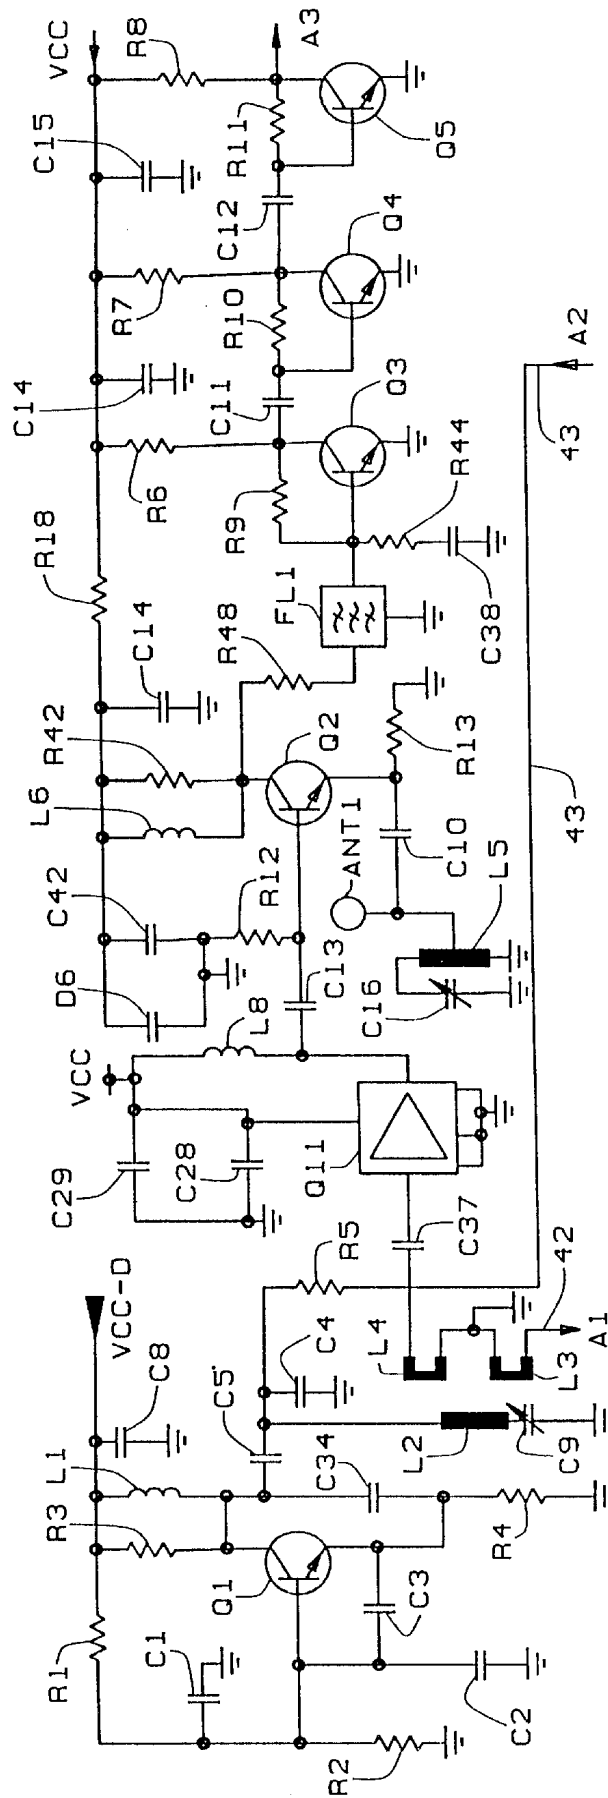 VCC
R8
A3
C15
R11
Q5
C12
R7
R10
Q4
C14
C11
Q3
R6
R9
R44
A2
43
R18
FL1
C38
C14
R48
R42
Q2
R13
L6
ANT1
C10
43
C42
R12
L5
D6
C13
C16
L8
VCC
C29
C28
Q11
C37
R5
42
VCC-D
L4
A1
C8
C4
L3
C5
L1
C34
L2
C9
R3
Q1
R4
C3
R1
C1
C2
R2